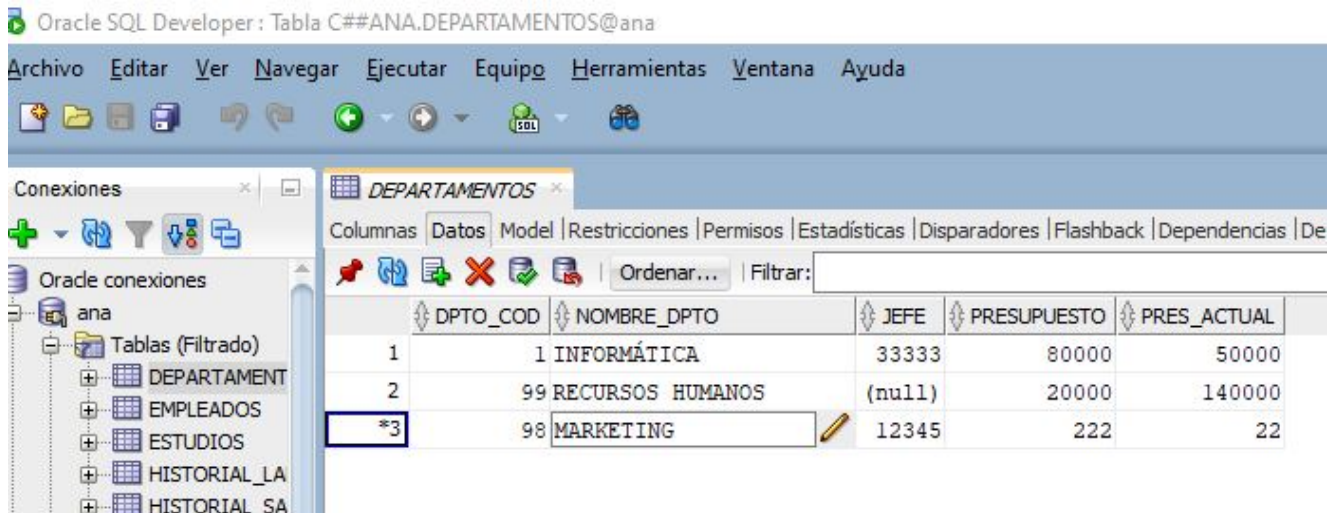 Oracle SQL Developer : Tabla C##ANA.DEPARTAMENTOS@ana
Archivo Editar Ver Navegar Ejecutar Equipo Herramientas Ventana Ayuda
SQL
Conexiones
DEPARTAMENTOS
Columnas Datos Model |Restricciones |Permisos |Estadísticas |Disparadores |Flashback |Dependencias |De
Ordenar... |Filtrar:
Oracle conexiones
ana
Tablas (Filtrado)
DEPARTAMENT
EMPLEADOS
ESTUDIOS
HISTORIAL_LA
HISTORIAL_SA
DPTO_COD NOMBRE_DPTO JEFE PRESUPUESTO PRES_ACTUAL
1 1 INFORMÁTICA 33333 80000 50000
2 99 RECURSOS HUMANOS (null) 20000 140000
*3 98 MARKETING 12345 222 22